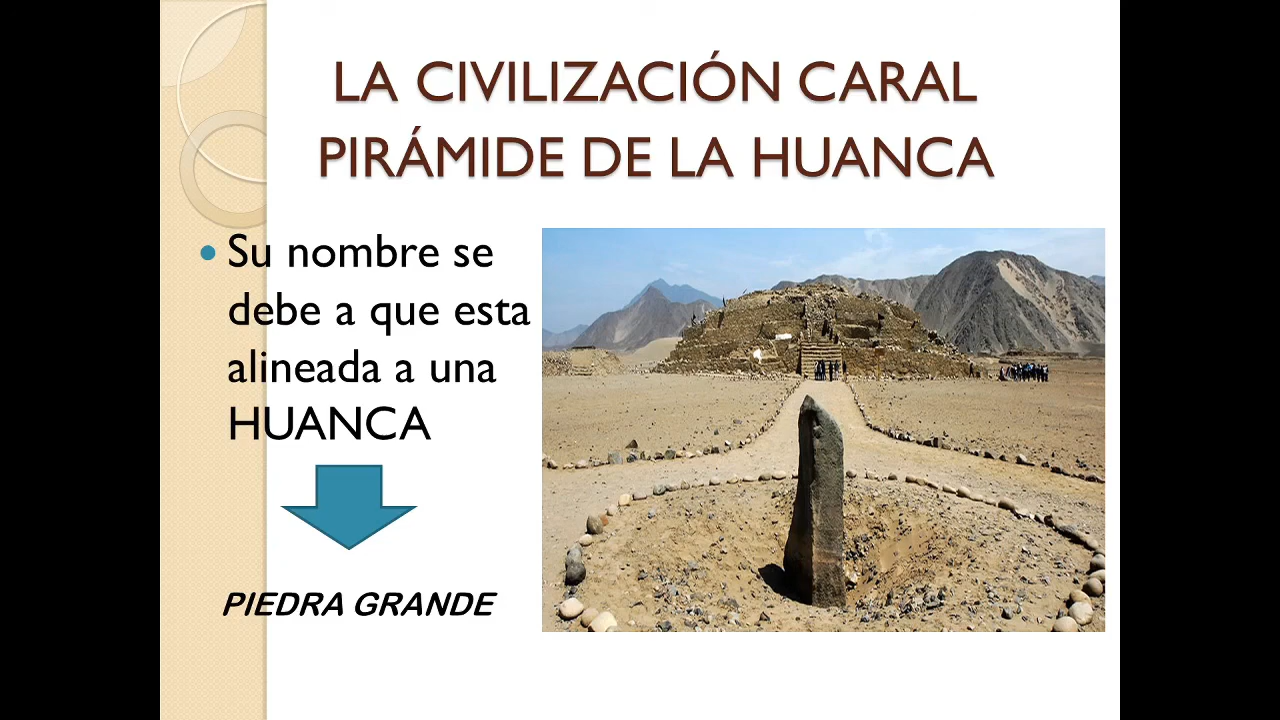 LA CIVILIZACIÓN CARAL
PIRÁMIDE DE LA HUANCA
Su nombre se
debe a que esta
alineada a una
HUANCA
PIEDRA GRANDE